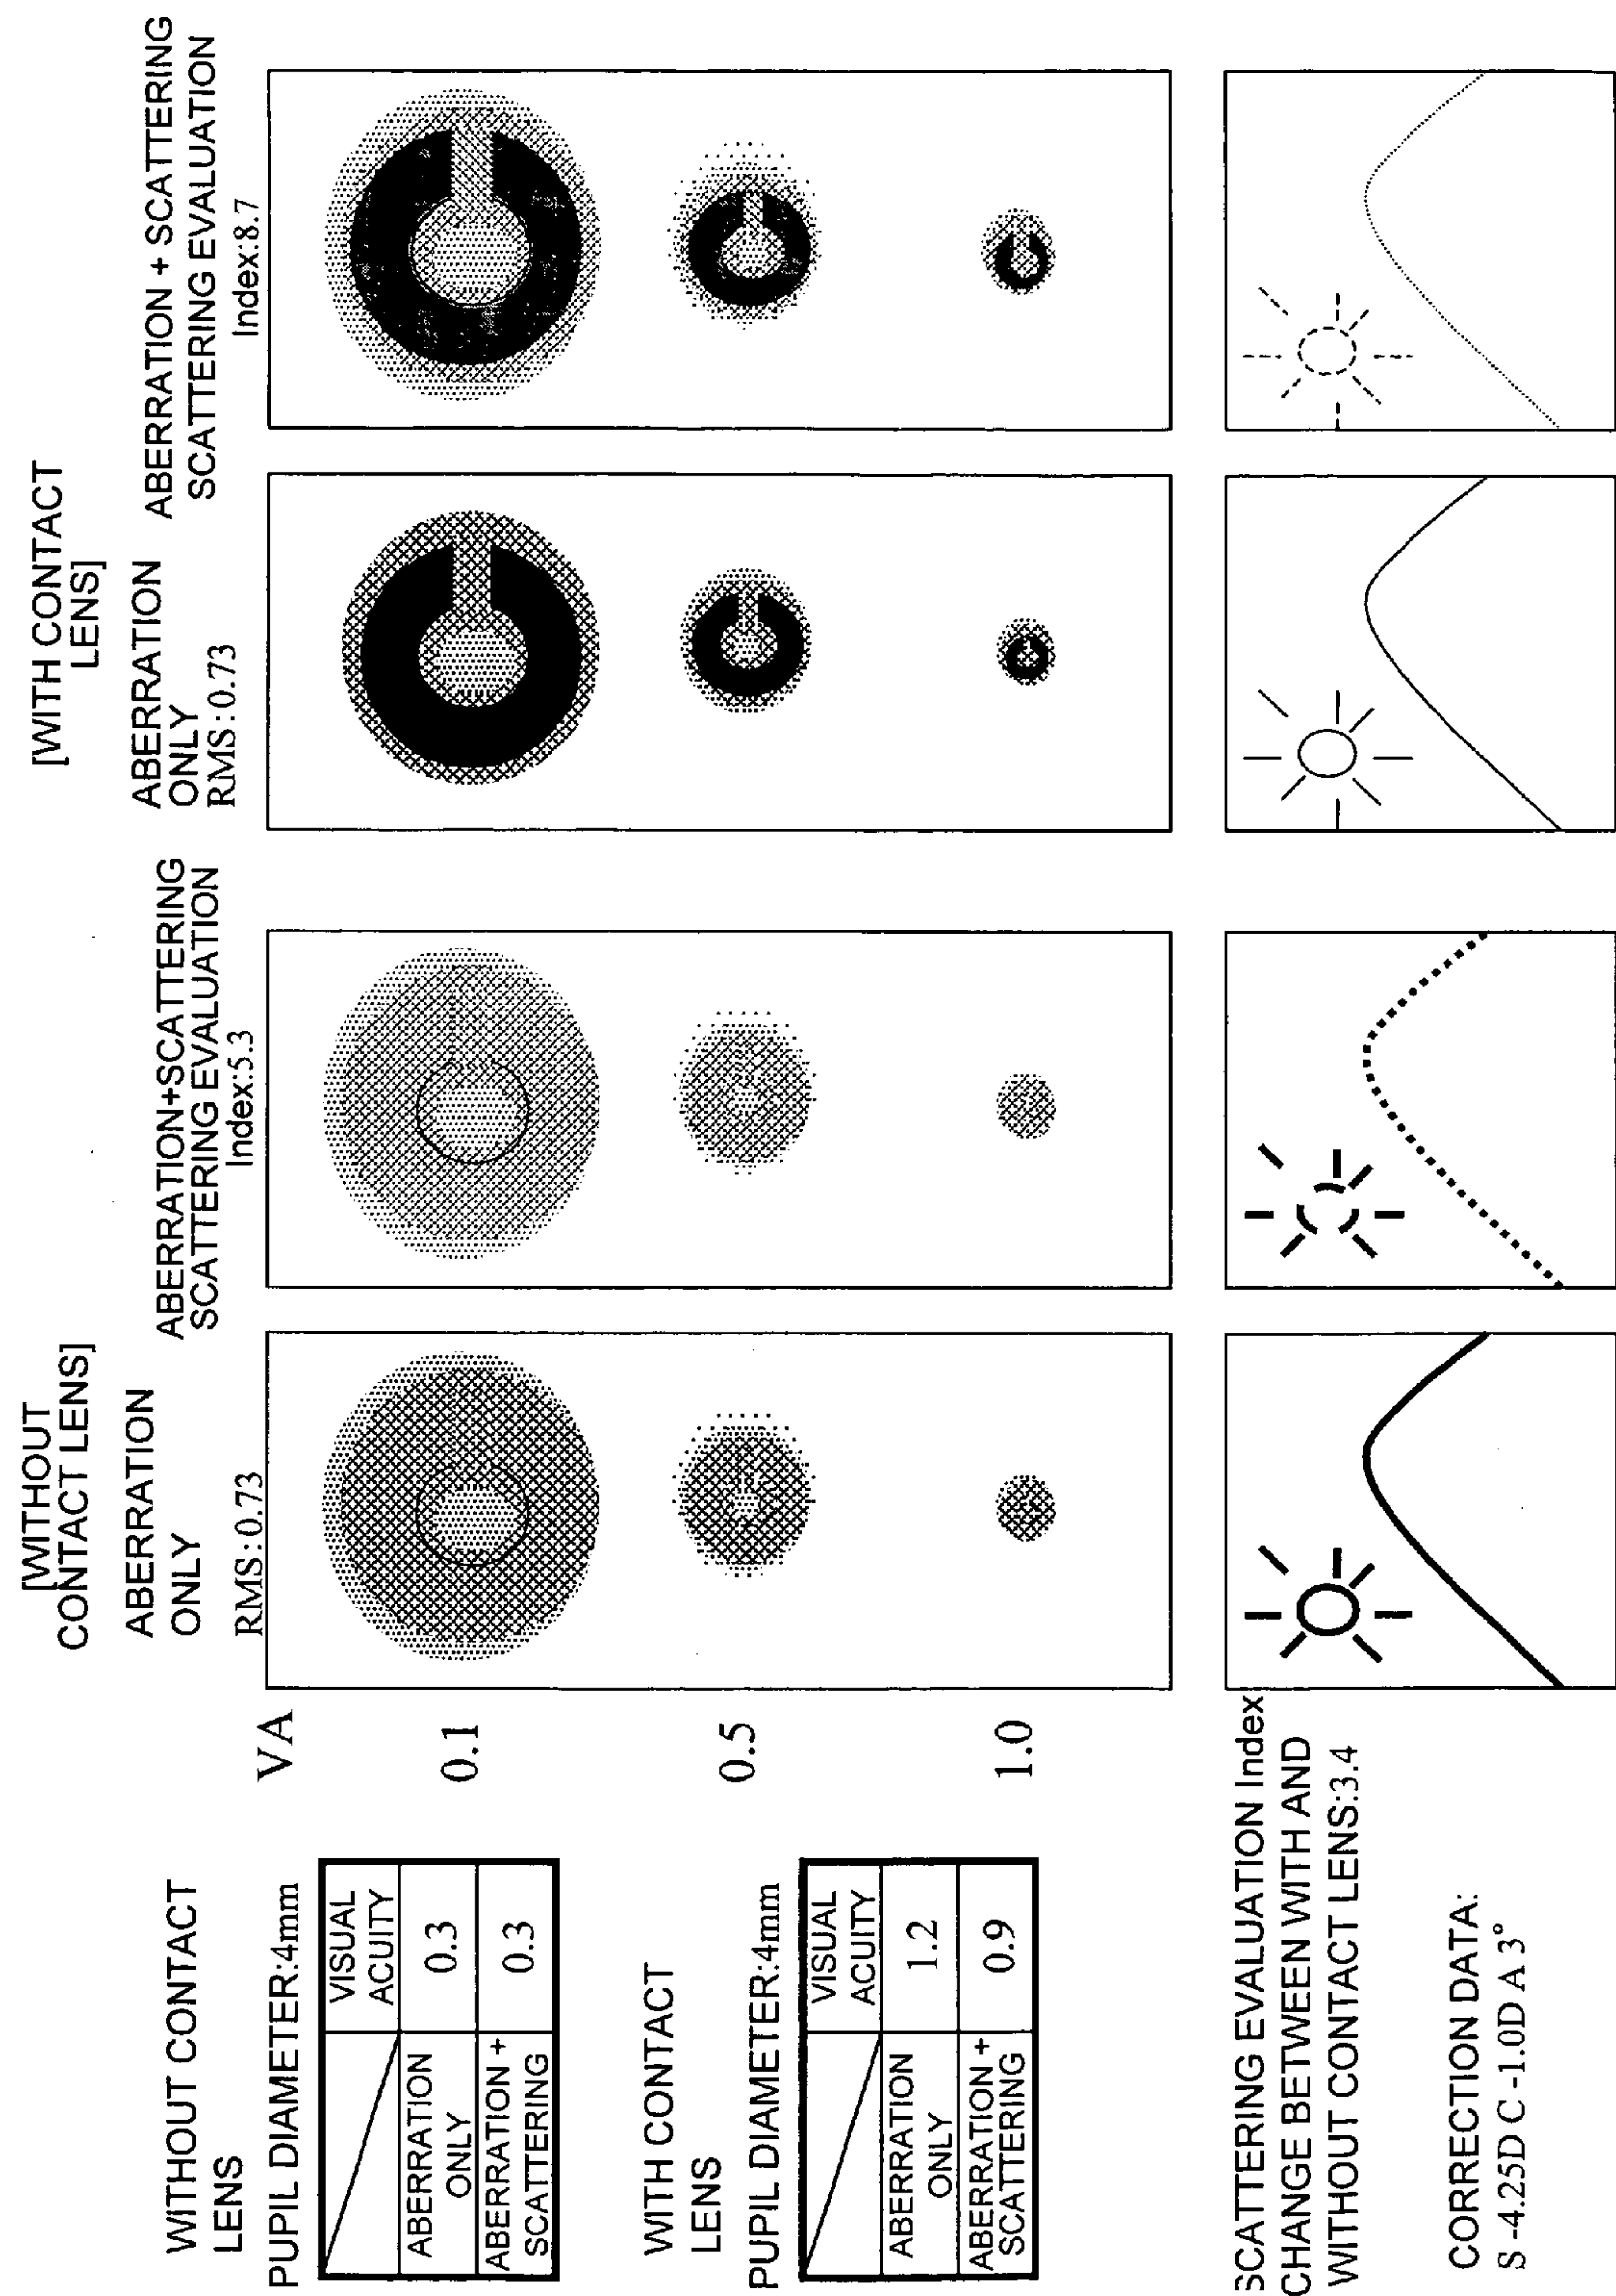 WITHOUT CONTACT
LENS
PUPIL DIAMETER:4mm
VISUAL
ACUITY
ABERRATION
ONLY
0.3
ABERRATION +
SCATTERING
0.3
WITH CONTACT
LENS
PUPIL DIAMETER:4mm
VISUAL
ACUITY
ABERRATION
ONLY
1.2
ABERRATION +
SCATTERING
0.9
SCATTERING EVALUATION Index
CHANGE BETWEEN WITH AND
WITHOUT CONTACT LENS:3.4
CORRECTION DATA:
S -4.25D C -1.0D A 3°
VA
0.1
0.5
1.0
[WITHOUT
CONTACT LENS]
ABERRATION
ONLY
RMS:0.73
ABERRATION+SCATTERING
SCATTERING EVALUATION
Index:5.3
[WITH CONTACT
LENS]
ABERRATION
ONLY
RMS:0.73
ABERRATION + SCATTERING
SCATTERING EVALUATION
Index:8.7